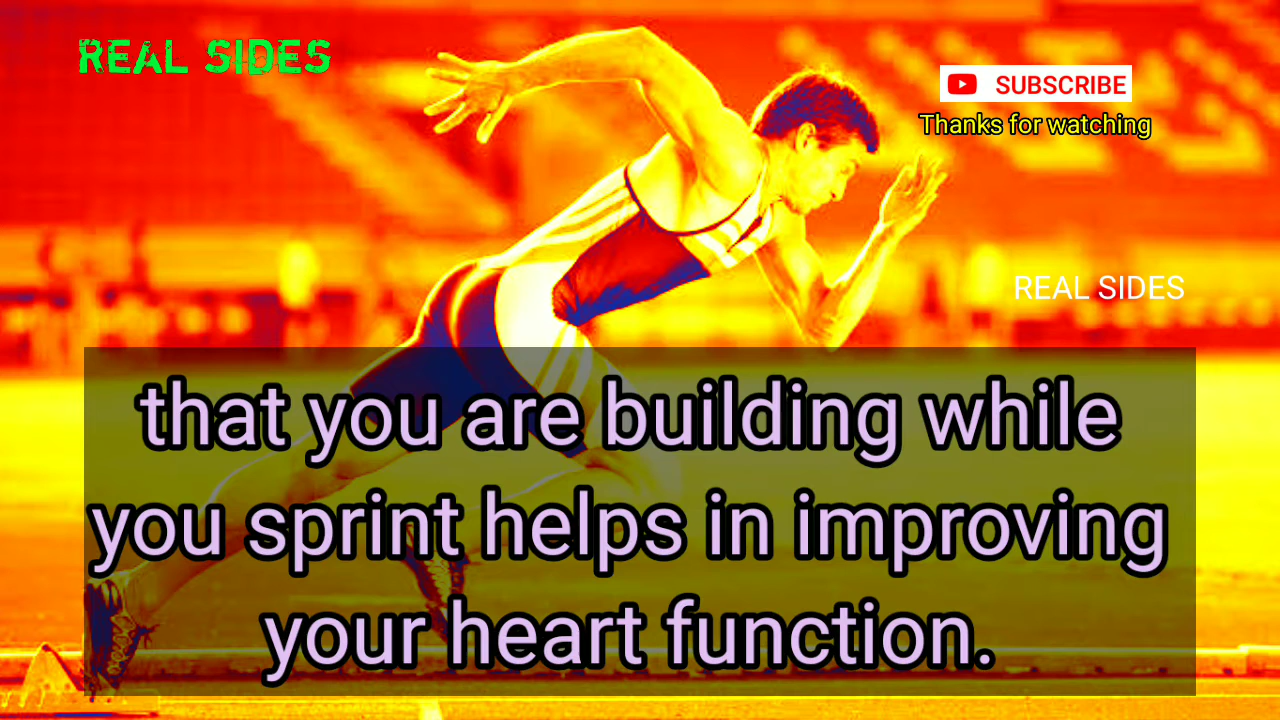 REAL SIDES
SUBSCRIBE
Thanks for watching
REAL SIDES
that you are building while
you sprint helps in improving
your heart function.